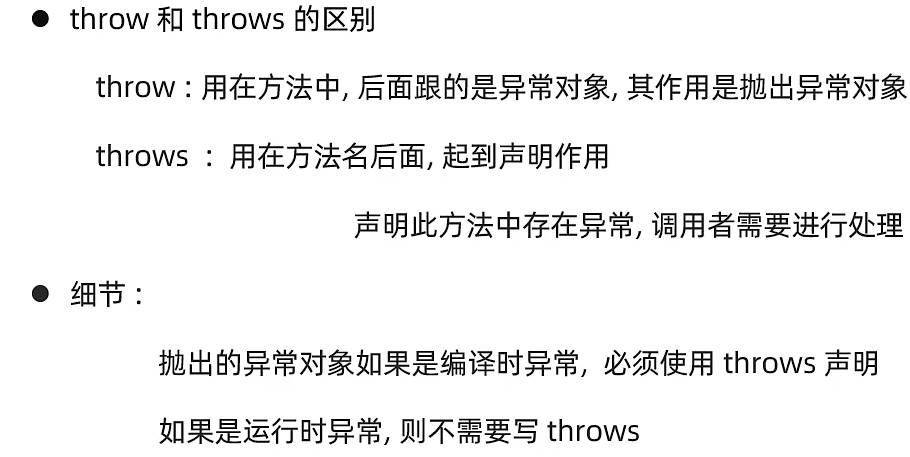 ● throw 和 throws 的区别
throw : 用在方法中, 后面跟的是异常对象, 其作用是抛出异常对象
throws : 用在方法名后面, 起到声明作用
声明此方法中存在异常, 调用者需要进行处理
● 细节 :
抛出的异常对象如果是编译时异常, 必须使用 throws 声明
如果是运行时异常, 则不需要写 throws